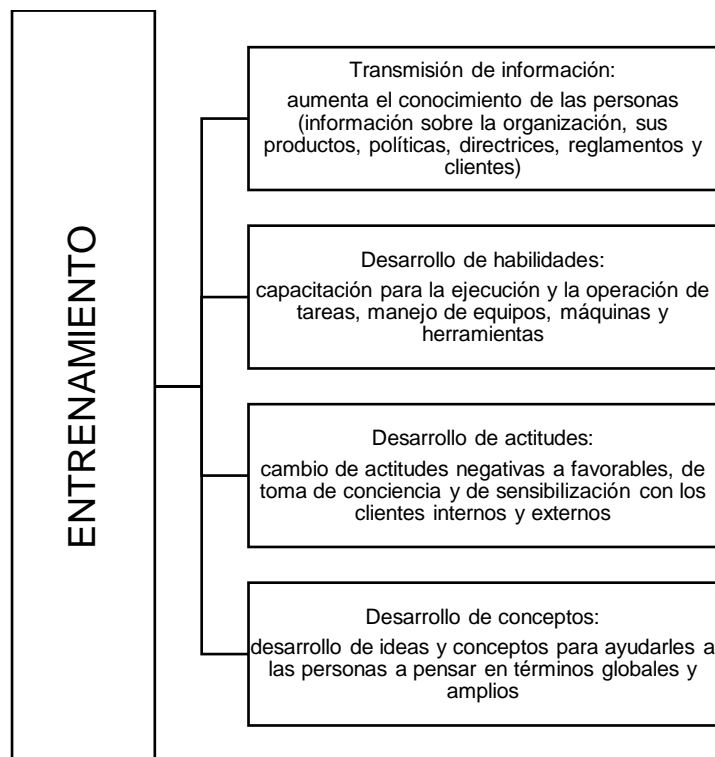 ENTRENAMIENTO
Transmisión de información:
aumenta el conocimiento de las personas
(información sobre la organización, sus
productos, políticas, directrices, reglamentos y
clientes)
Desarrollo de habilidades:
capacitación para la ejecución y la operación de
tareas, manejo de equipos, máquinas y
herramientas
Desarrollo de actitudes:
cambio de actitudes negativas a favorables, de
toma de conciencia y de sensibilización con los
clientes internos y externos
Desarrollo de conceptos:
desarrollo de ideas y conceptos para ayudarles a
las personas a pensar en términos globales y
amplios